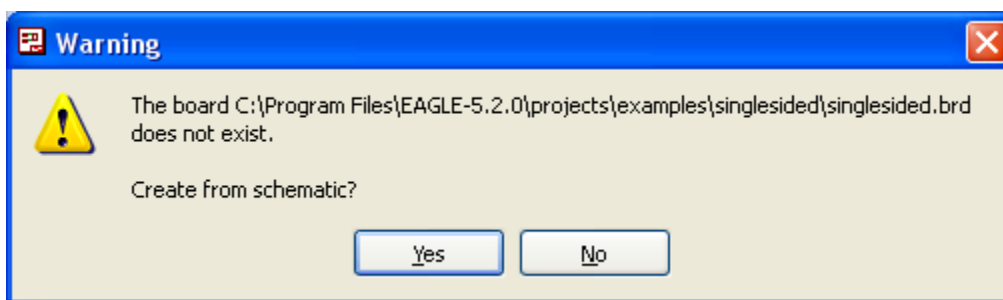 Warning
The board C:\Program Files\EAGLE-5.2.0\projects\examples\singlesided\singlesided.brd
does not exist.
Create from schematic?
Yes No